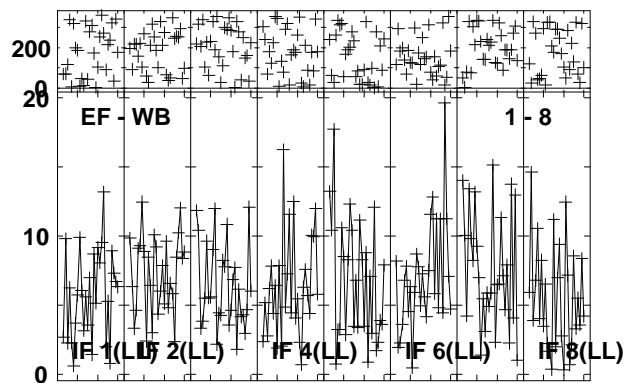 200
0
20
EF - WB 1 - 8
10
IF 1(LL) IF 2(LL) IF 4(LL) IF 6(LL) IF 8(LL)
0